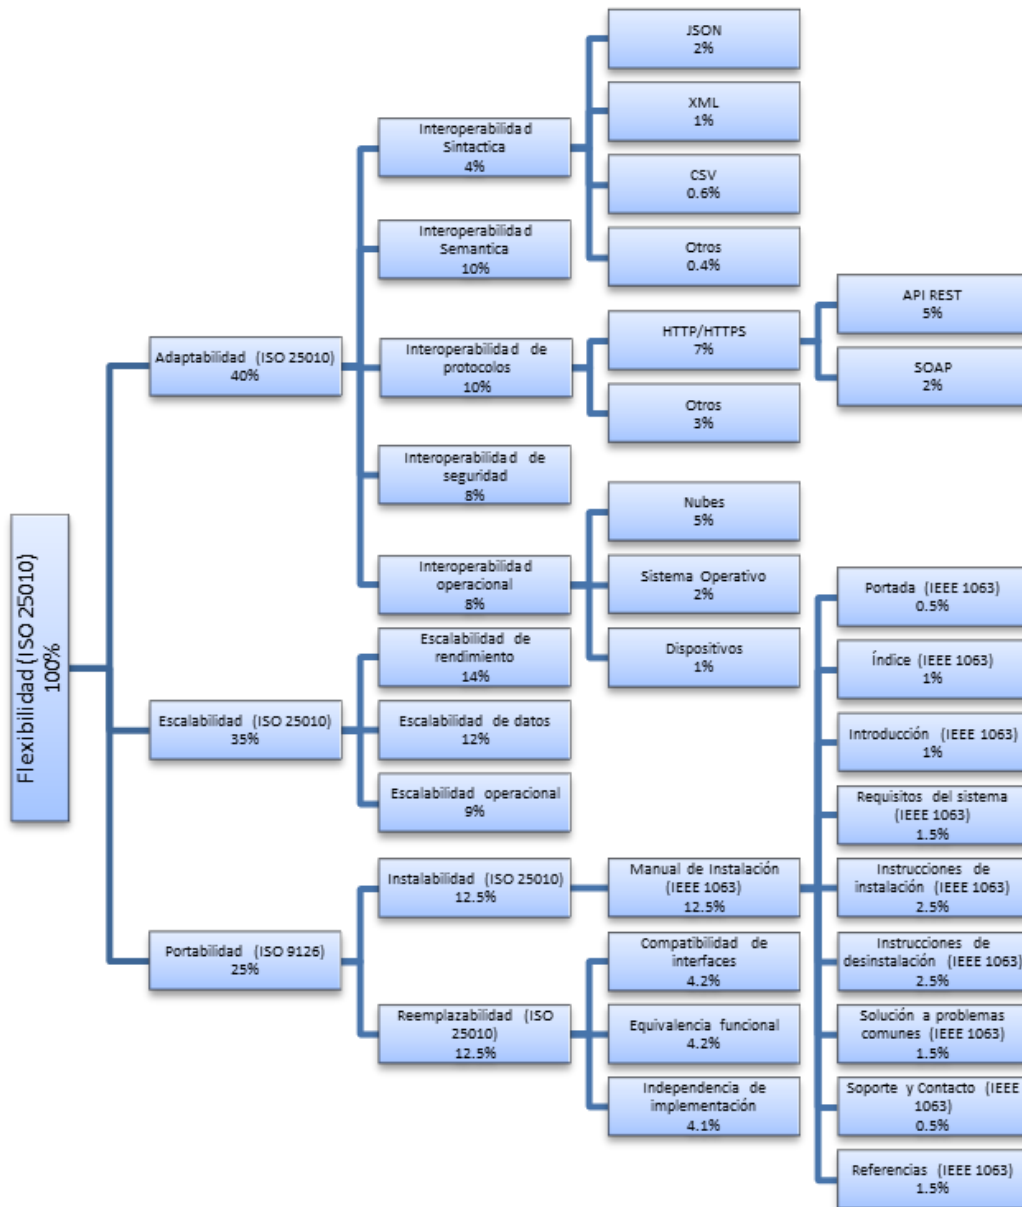 Flexibilidad (ISO 25010)
100%
Adaptabilidad (ISO 25010)
40%
Interoperabilidad
Sintactica
4%
JSON
2%
XML
1%
CSV
0.6%
Otros
0.4%
Interoperabilidad
Semantica
10%
Interoperabilidad de
protocolos
10%
HTTP/HTTPS
7%
API REST
5%
SOAP
2%
Otros
3%
Interoperabilidad de
seguridad
8%
Interoperabilidad
operacional
8%
Nubes
5%
Sistema Operativo
2%
Dispositivos
1%
Escalabilidad (ISO 25010)
35%
Escalabilidad de
rendimiento
14%
Escalabilidad de datos
12%
Escalabilidad operacional
9%
Portabilidad (ISO 9126)
25%
Instalabilidad (ISO 25010)
12.5%
Manual de Instalación
(IEEE 1063)
12.5%
Portada (IEEE 1063)
0.5%
Índice (IEEE 1063)
1%
Introducción (IEEE 1063)
1%
Requisitos del sistema
(IEEE 1063)
1.5%
Instrucciones de
instalación (IEEE 1063)
2.5%
Instrucciones de
desinstalación (IEEE 1063)
2.5%
Solución a problemas
comunes (IEEE 1063)
1.5%
Soporte y Contacto (IEEE
1063)
0.5%
Referencias (IEEE 1063)
1.5%
Reemplazabilidad (ISO
25010)
12.5%
Compatibilidad de
interfaces
4.2%
Equivalencia funcional
4.2%
Independencia de
implementación
4.1%